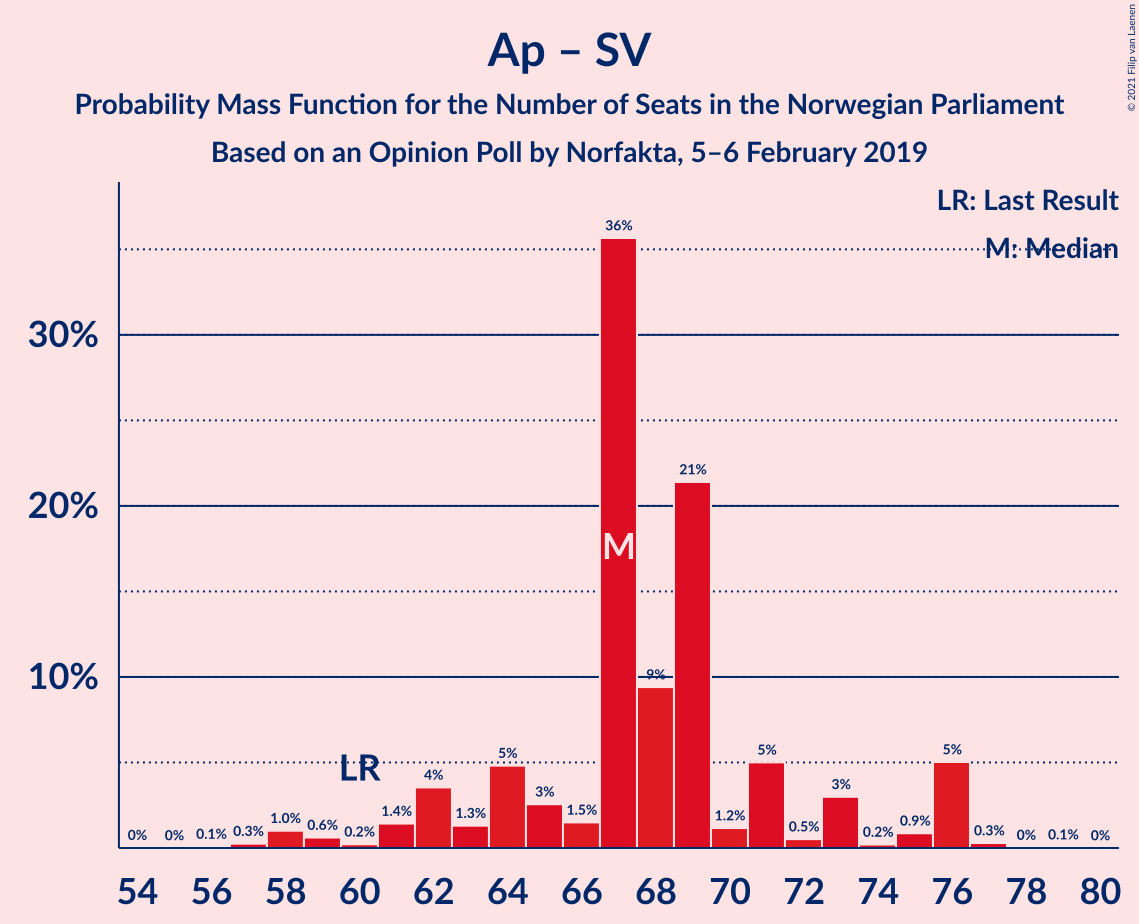 Ap – SV
Probability Mass Function for the Number of Seats in the Norwegian Parliament
Based on an Opinion Poll by Norfakta, 5–6 February 2019
© 2021 Filip van Laenen
LR: Last Result
M: Median
30%
20%
10%
0% 0% 0.1% 0.3% 1.0% 0.6% 0.2% 1.4% 4% 1.3% 5% 3% 1.5% 36% 9% 21% 1.2% 5% 0.5% 3% 0.2% 0.9% 5% 0.3% 0% 0.1% 0%
LR
M
54 56 58 60 62 64 66 68 70 72 74 76 78 80